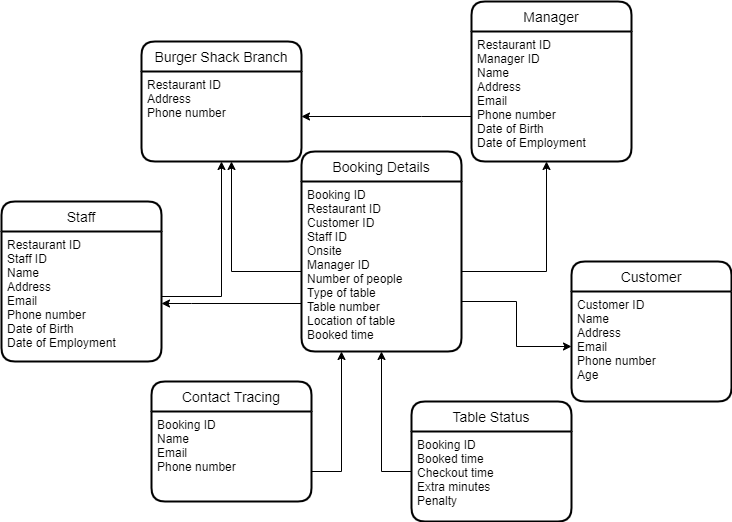 Manager
Restaurant ID
Manager ID
Name
Address
Email
Phone number
Date of Birth
Date of Employment
Burger Shack Branch
Restaurant ID
Address
Phone number
Booking Details
Booking ID
Restaurant ID
Customer ID
Staff ID
Onsite
Manager ID
Number of people
Type of table
Table number
Location of table
Booked time
Staff
Restaurant ID
Staff ID
Name
Address
Email
Phone number
Date of Birth
Date of Employment
Customer
Customer ID
Name
Address
Email
Phone number
Age
Contact Tracing
Booking ID
Name
Email
Phone number
Table Status
Booking ID
Booked time
Checkout time
Extra minutes
Penalty